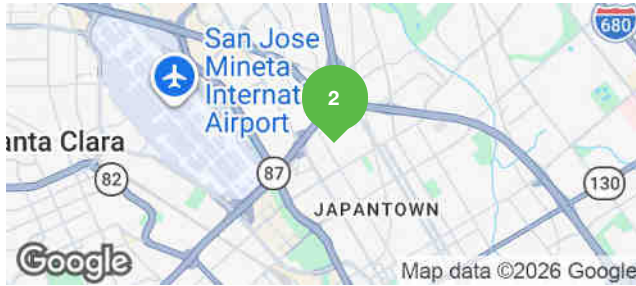 680
San Jose
Mineta
Internat
Airport
2
anta Clara
82
87
130
JAPANTOWN
Google
Map data ©2026 Google